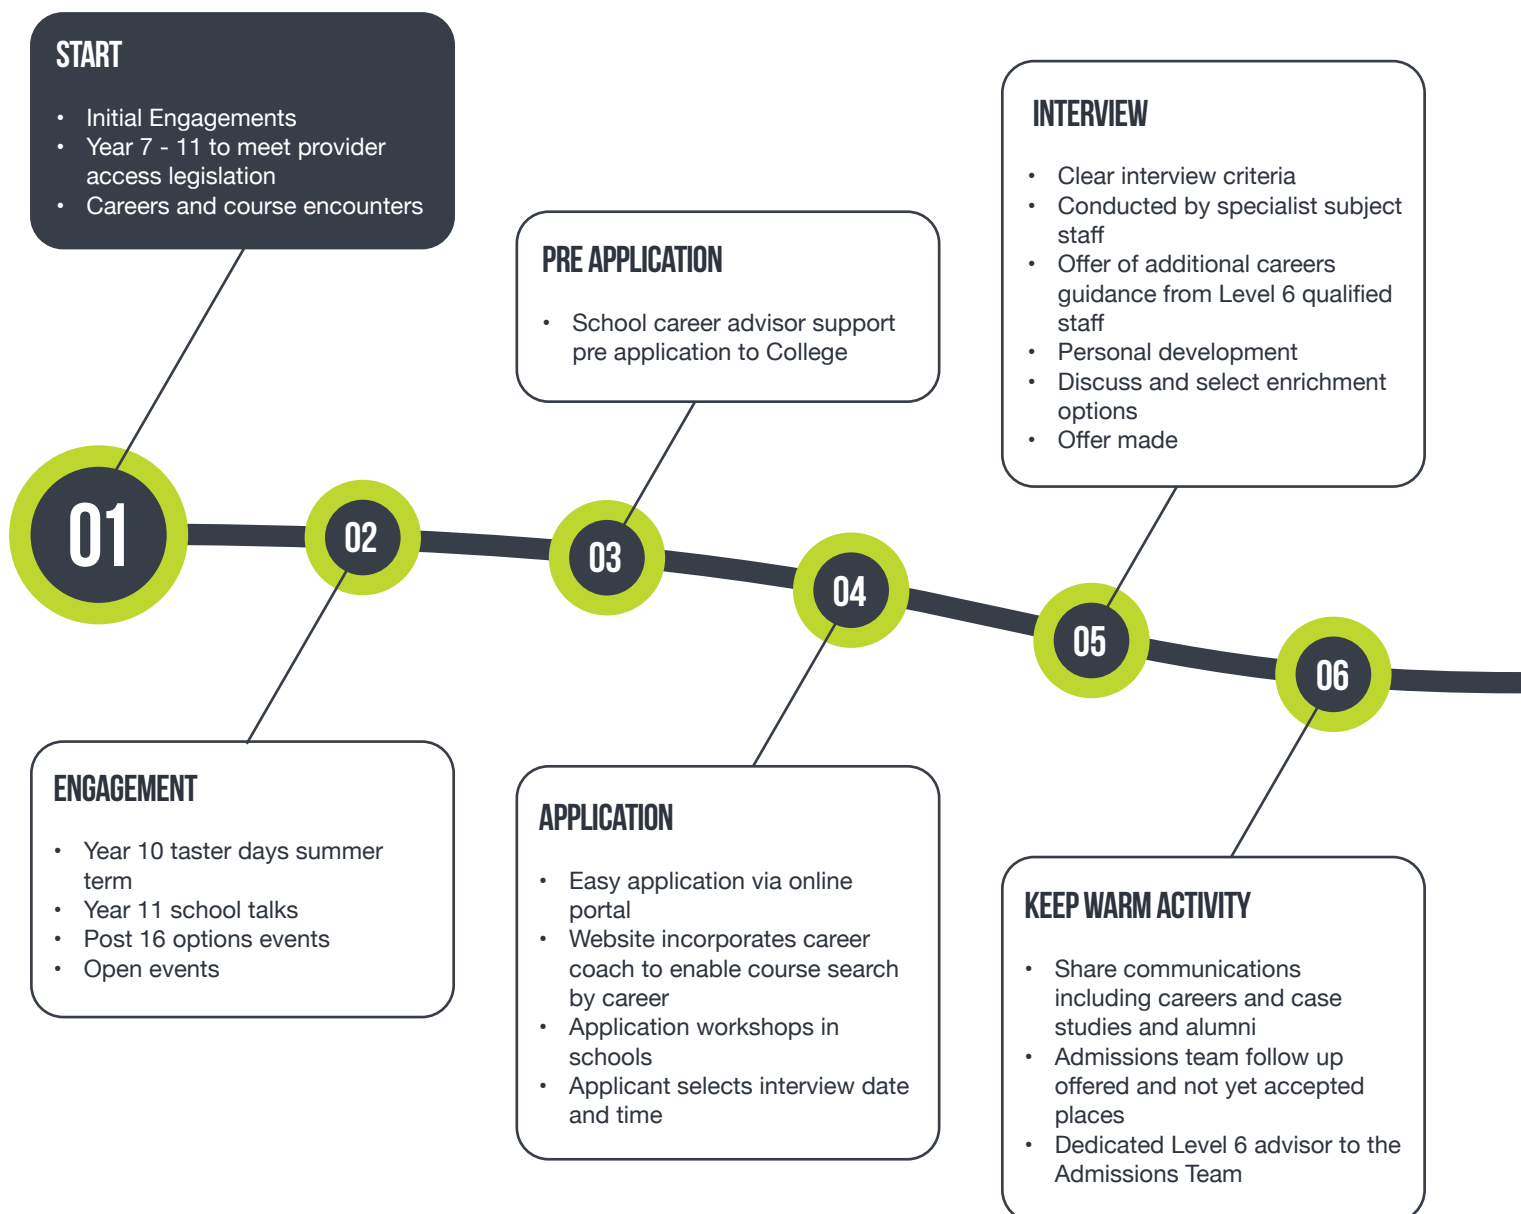 START
• Initial Engagements
• Year 7 - 11 to meet provider
access legislation
• Careers and course encounters
PRE APPLICATION
• School career advisor support
pre application to College
INTERVIEW
• Clear interview criteria
• Conducted by specialist subject
staff
• Offer of additional careers
guidance from Level 6 qualified
staff
• Personal development
• Discuss and select enrichment
options
• Offer made
01
02
03
04
05
06
ENGAGEMENT
• Year 10 taster days summer
term
• Year 11 school talks
• Post 16 options events
• Open events
APPLICATION
• Easy application via online
portal
• Website incorporates career
coach to enable course search
by career
• Application workshops in
schools
• Applicant selects interview date
and time
KEEP WARM ACTIVITY
• Share communications
including careers and case
studies and alumni
• Admissions team follow up
offered and not yet accepted
places
• Dedicated Level 6 advisor to the
Admissions Team